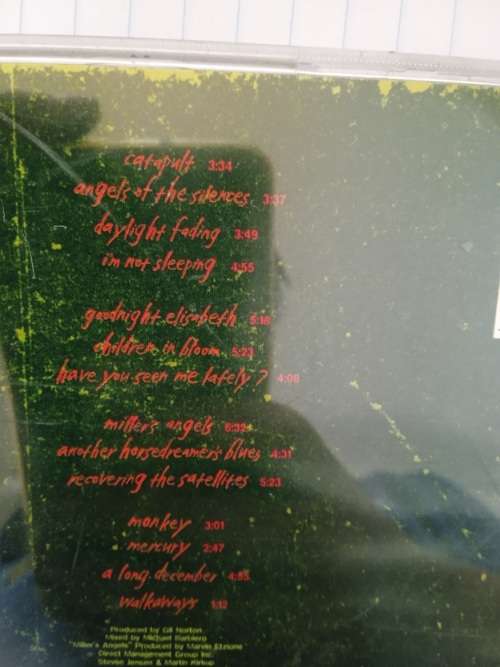 catapult 3:34
angels of the silences 3:37
daylight fading 3:49
i'm not sleeping 4:55
goodnight elisabeth 5:18
children in bloom 5:23
have you seen me lately? 4:08
miller's angels 6:32
another horsedreamer's blues 4:31
recovering the satellites 5:23
monkey 3:01
mercury 2:47
a long december 4:55
walkaways 1:12
Produced by Gil Norton
Mixed by Michael Barbiero
"Miller's Angels" Produced by Marvin Etzioni
Direct Management Group Inc.
Steven Jensen & Martin Kirkup